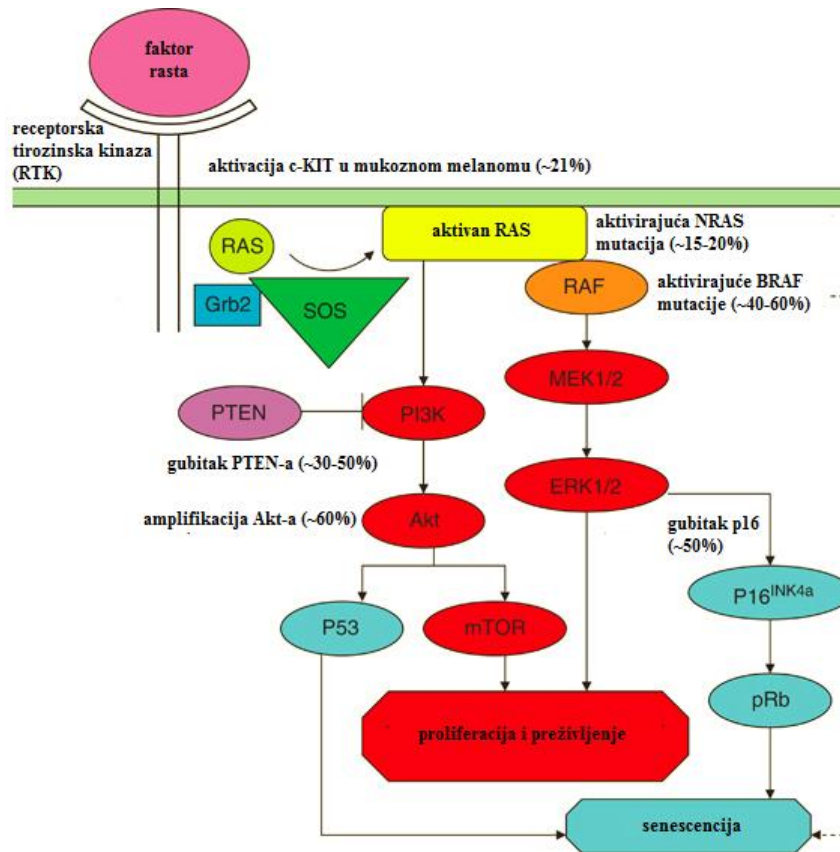 faktor
rasta
receptorska
tirozinska kinaza
(RTK)
aktivacija c-KIT u mukoznom melanomu (~21%)
RAS
aktivan RAS
aktivirajuća NRAS
mutacija (~15-20%)
Grb2
SOS
RAF
aktivirajuće BRAF
mutacije (~40-60%)
MEK1/2
PTEN
PI3K
gubitak PTEN-a (~30-50%)
ERK1/2
amplifikacija Akt-a (~60%)
Akt
gubitak p16
(~50%)
P16INK4a
P53
mTOR
pRb
proliferacija i preživljenje
senescencija